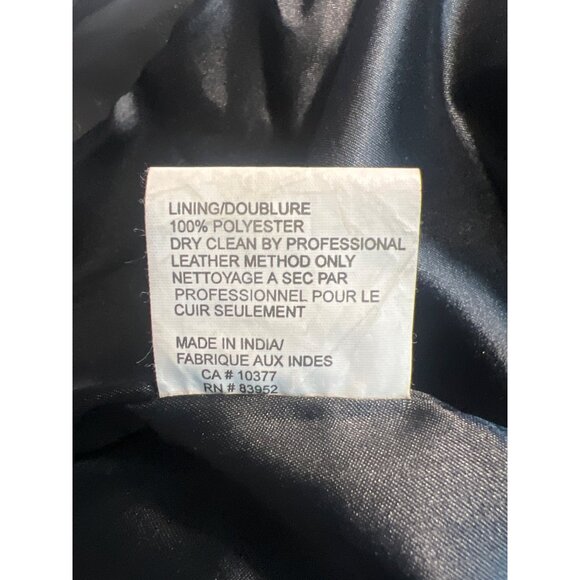 LINING/DOUBLURE
100% POLYESTER
DRY CLEAN BY PROFESSIONAL
LEATHER METHOD ONLY
NETTOYAGE A SEC PAR
PROFESSIONNEL POUR LE
CUIR SEULEMENT
MADE IN INDIA/
FABRIQUE AUX INDES
CA # 10377
RN # 83952